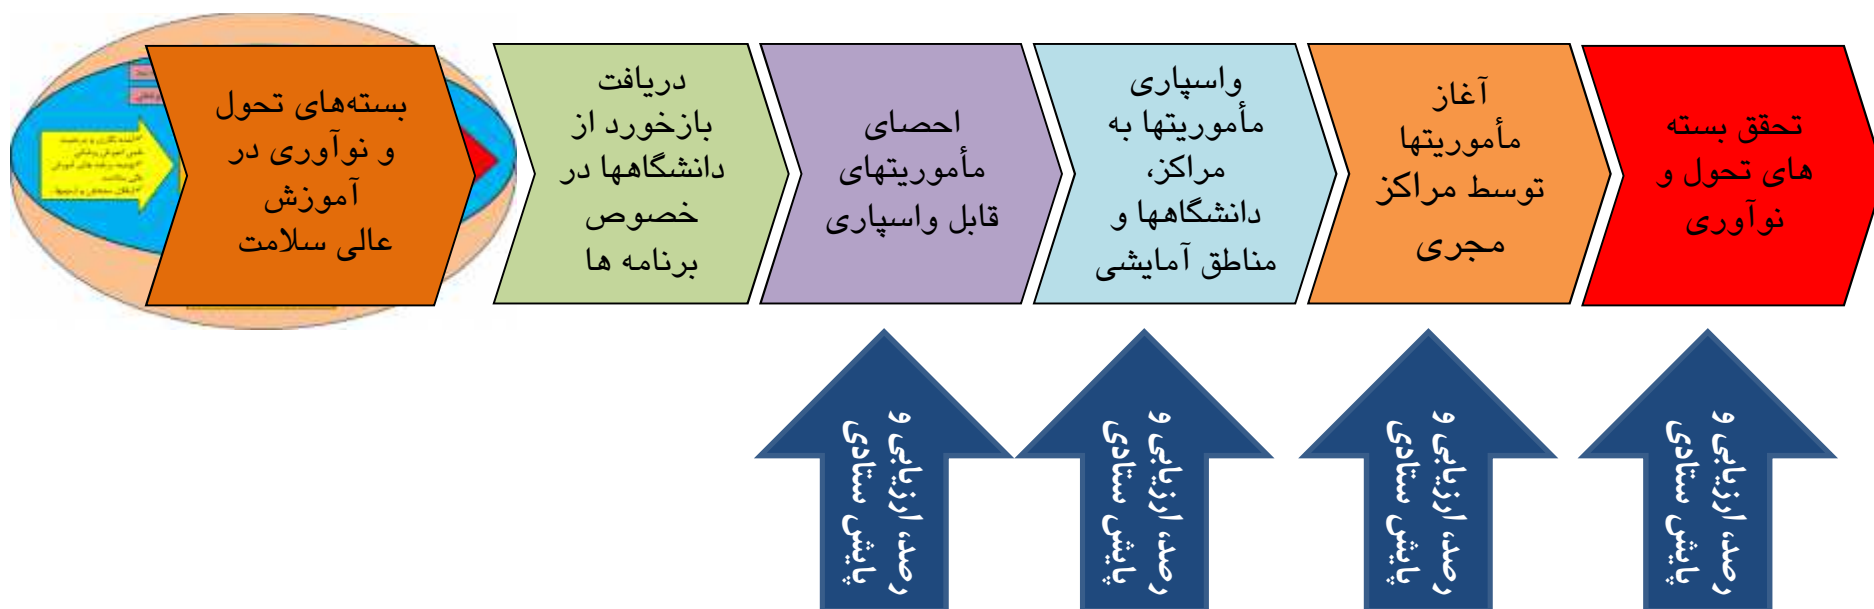 بسته‌های تحول
و نوآوری در
آموزش
عالی سلامت
دریافت
بازخورد از
دانشگاهها در
خصوص
برنامه ها
احصای
مأموریتهای
قابل واسپاری
واسپاری
مأموریتها به
مراکز،
دانشگاهها و
مناطق آمایشی
آغاز
مأموریتها
توسط مراکز
مجری
تحقق بسته
های تحول و
نوآوری
رصد، ارزیابی و
پایش ستادی
رصد، ارزیابی و
پایش ستادی
رصد، ارزیابی و
پایش ستادی
رصد، ارزیابی و
پایش ستادی